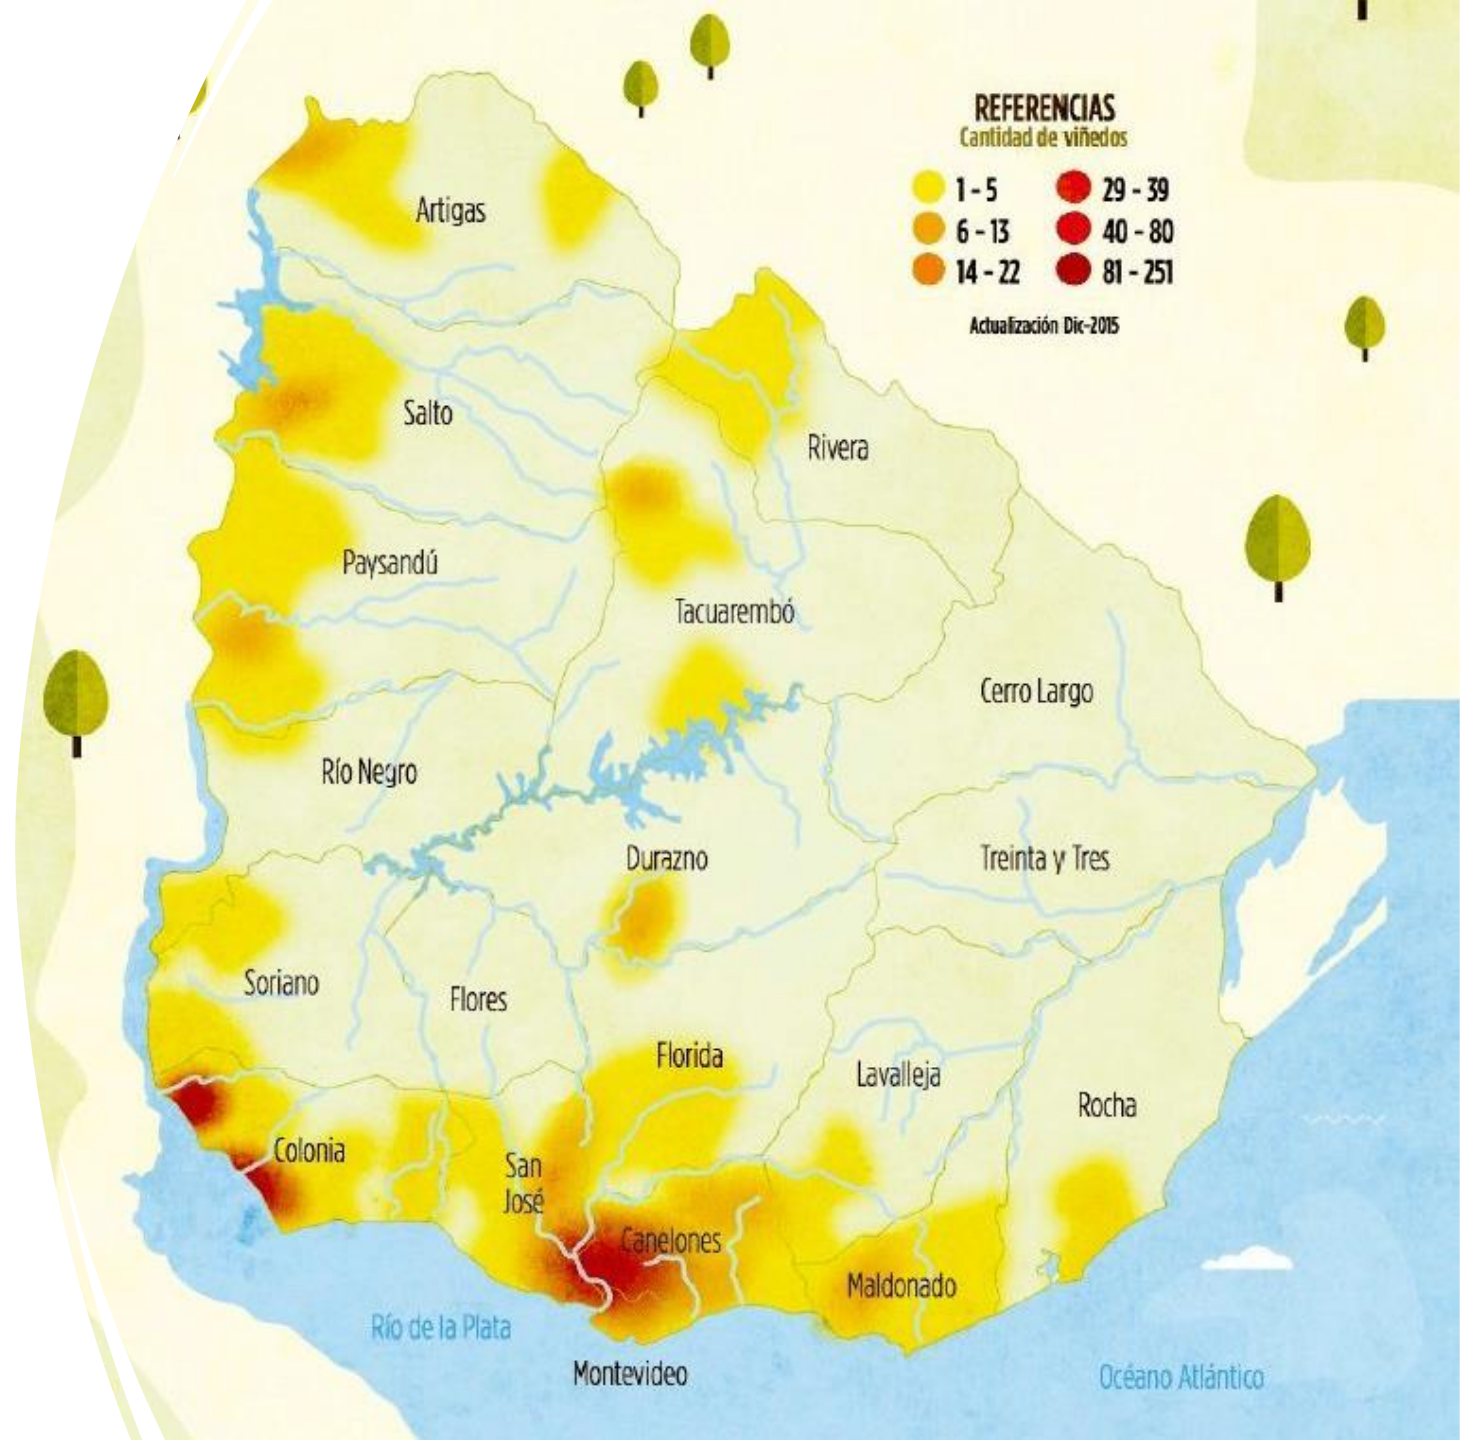 REFERENCIAS
Cantidad de viñedos
1 - 5
29 - 39
6 - 13
40 - 80
14 - 22
81 - 251
Actualización Dic-2015
Artigas
Salto
Rivera
Paysandú
Tacuarembó
Cerro Largo
Río Negro
Durazno
Treinta y Tres
Soriano
Flores
Florida
Lavalleja
Rocha
Colonia
San
José
Canelones
Maldonado
Río de la Plata
Montevideo
Océano Atlántico